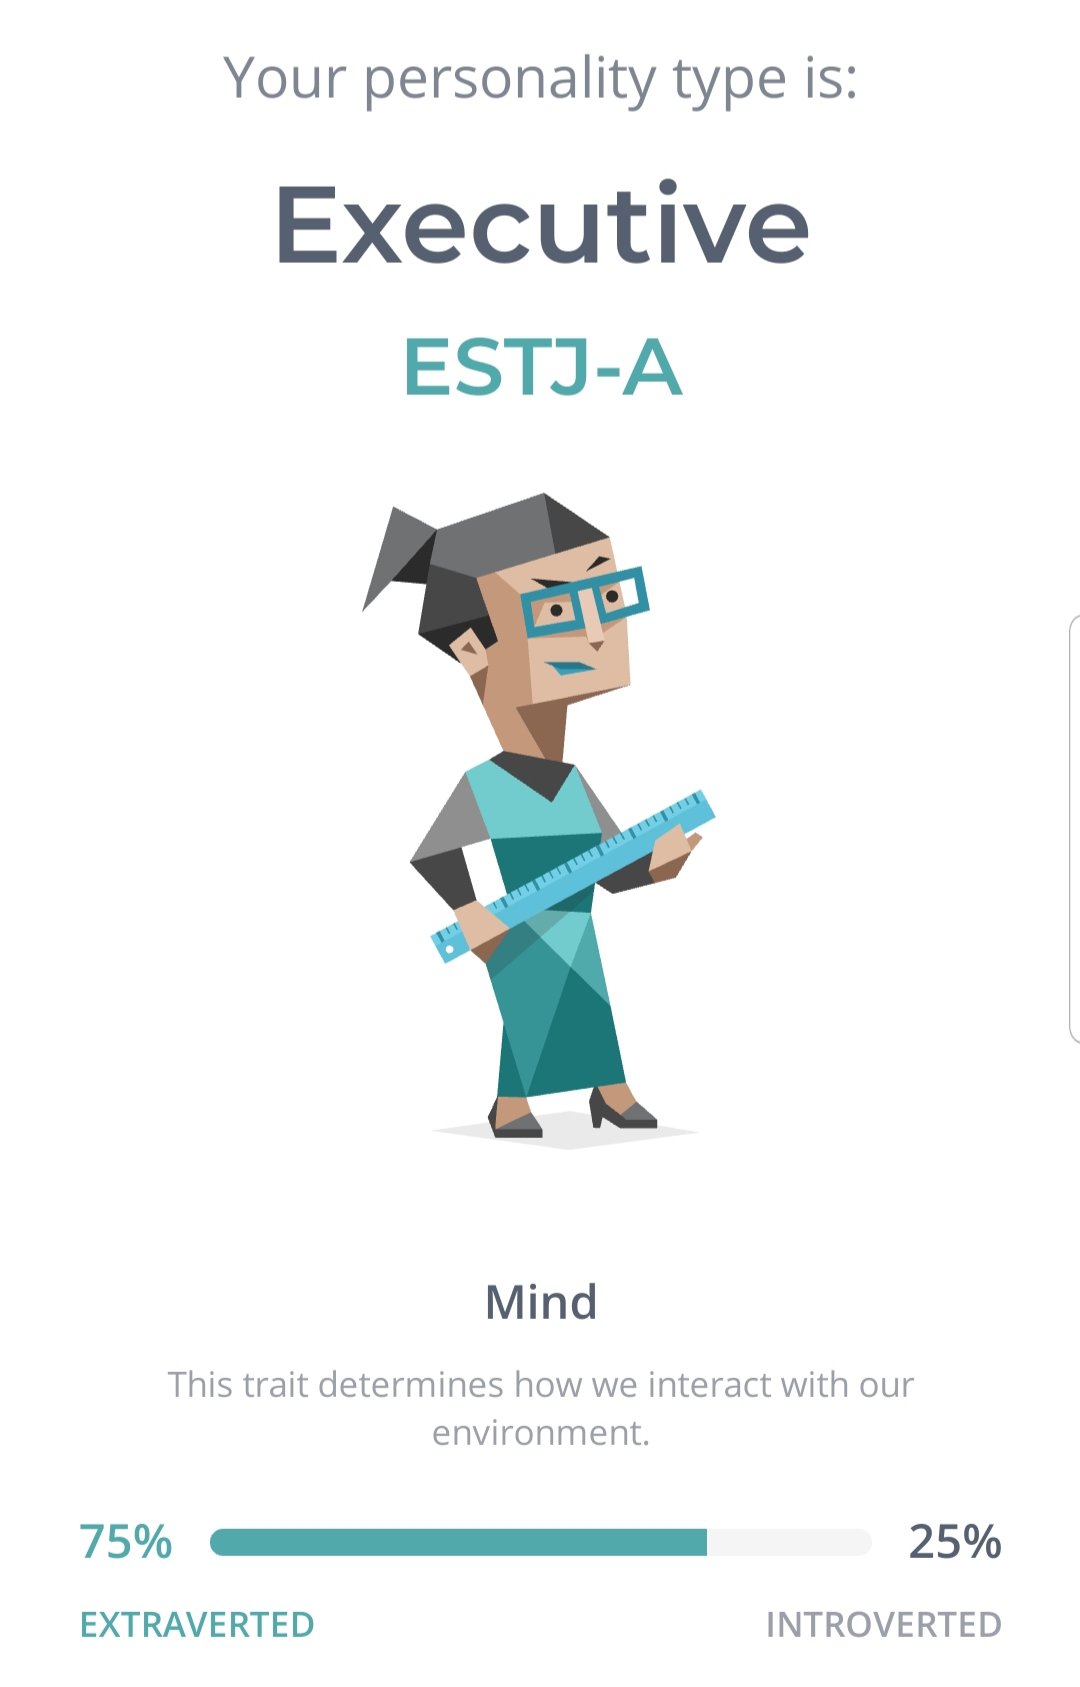 Your personality type is:
Executive
ESTJ-A
Mind
This trait determines how we interact with our
environment.
75% 25%
EXTRAVERTED INTROVERTED